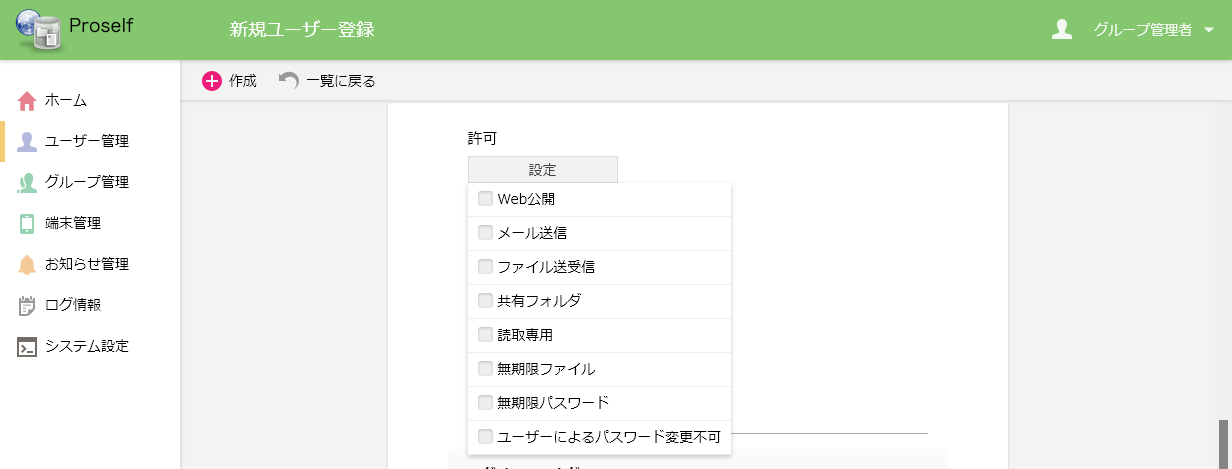 Proself
新規ユーザー登録
グループ管理者
作成
一覧に戻る
ホーム
ユーザー管理
グループ管理
端末管理
お知らせ管理
ログ情報
システム設定
許可
設定
Web公開
メール送信
ファイル送受信
共有フォルダ
読取専用
無期限ファイル
無期限パスワード
ユーザーによるパスワード変更不可